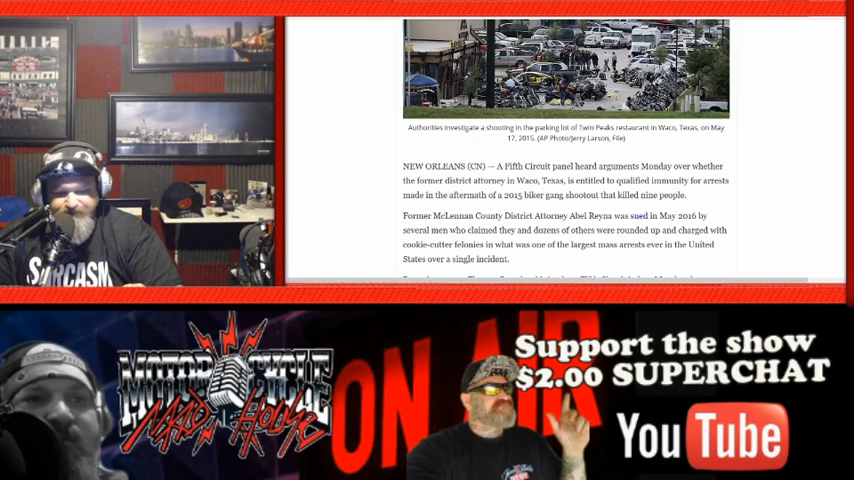 Authorities investigate a shooting in the parking lot of Twin Peaks restaurant in Waco, Texas, on May
17, 2015. (AP Photo/Jerry Larson, File)
NEW ORLEANS (CN) — A Fifth Circuit panel heard arguments Monday over whether
the former district attorney in Waco, Texas, is entitled to qualified immunity for arrests
made in the aftermath of a 2015 biker gang shootout that killed nine people.
Former McLennan County District Attorney Abel Reyna was sued in May 2016 by
several men who claimed they and dozens of others were rounded up and charged with
cookie-cutter felonies in what was one of the largest mass arrests ever in the United
States over a single incident.
SARCASM
MOTORCYCLE
MAD HOUSE
ON AIR
Support the show
$2.00 SUPERCHAT
YouTube